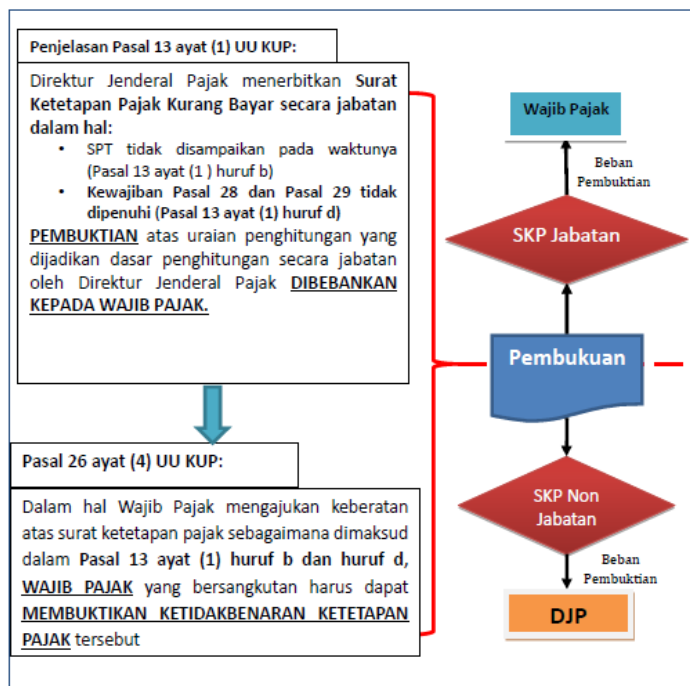 Penjelasan Pasal 13 ayat (1) UU KUP:
Direktur Jenderal Pajak menerbitkan Surat
Ketetapan Pajak Kurang Bayar secara jabatan
dalam hal:
• SPT tidak disampaikan pada waktunya
(Pasal 13 ayat (1 ) huruf b)
• Kewajiban Pasal 28 dan Pasal 29 tidak
dipenuhi (Pasal 13 ayat (1) huruf d)
PEMBUKTIAN atas uraian penghitungan yang
dijadikan dasar penghitungan secara jabatan
oleh Direktur Jenderal Pajak DIBEBANKAN
KEPADA WAJIB PAJAK.
Pasal 26 ayat (4) UU KUP:
Dalam hal Wajib Pajak mengajukan keberatan
atas surat ketetapan pajak sebagaimana dimaksud
dalam Pasal 13 ayat (1) huruf b dan huruf d,
WAJIB PAJAK yang bersangkutan harus dapat
MEMBUKTIKAN KETIDAKBENARAN KETETAPAN
PAJAK tersebut
Wajib Pajak
Beban
Pembuktian
SKP Jabatan
Pembukuan
SKP Non
Jabatan
Beban
Pembuktian
DJP